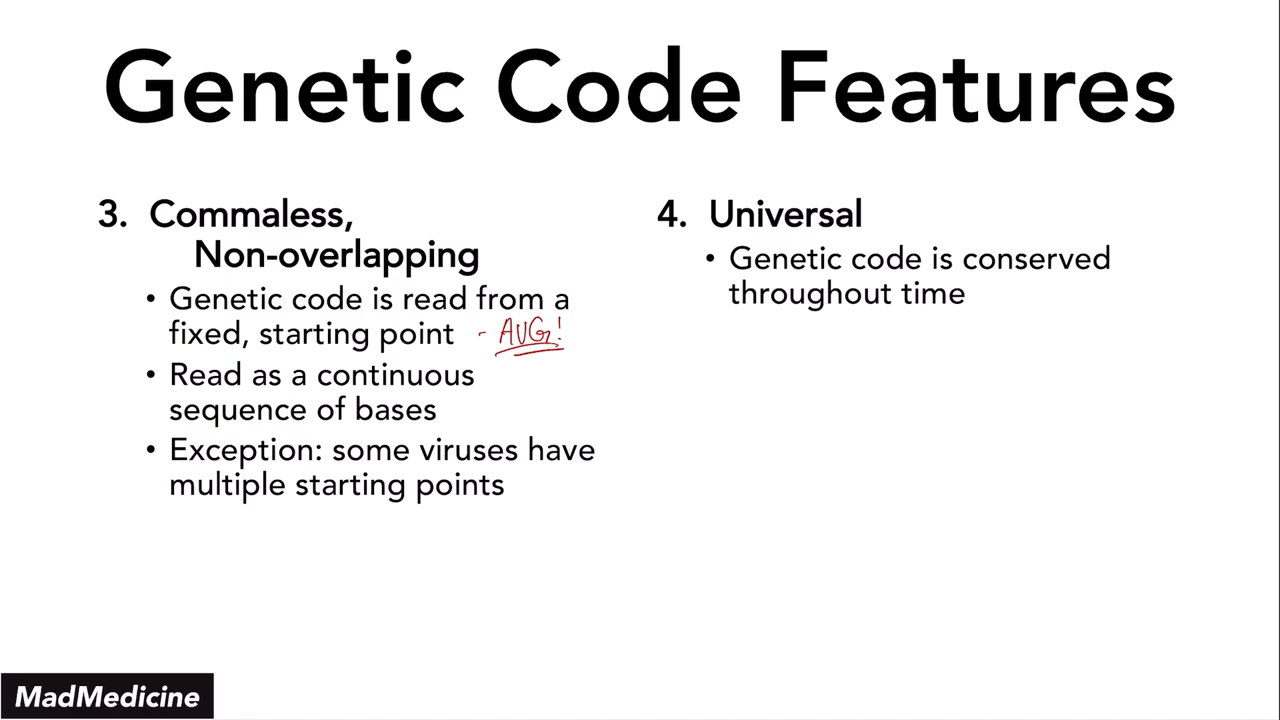 Genetic Code Features
3. Commaless,
Non-overlapping
• Genetic code is read from a
fixed, starting point - AUG!
• Read as a continuous
sequence of bases
• Exception: some viruses have
multiple starting points
4. Universal
• Genetic code is conserved
throughout time
MadMedicine